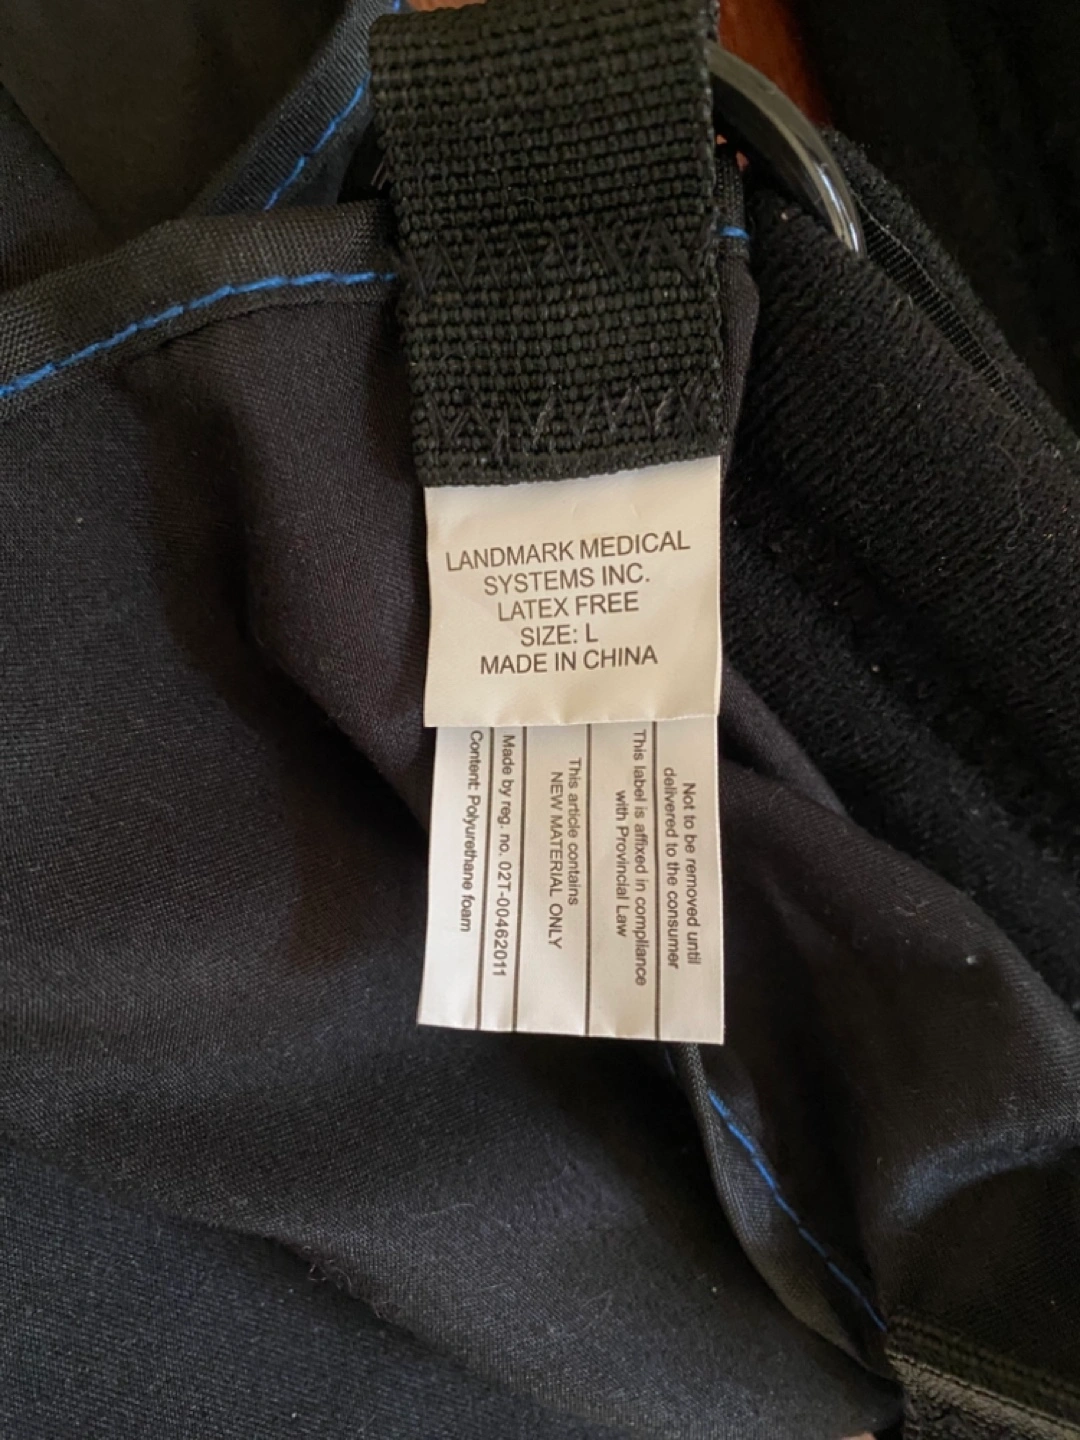 LANDMARK MEDICAL
SYSTEMS INC.
LATEX FREE
SIZE: L
MADE IN CHINA
Not to be removed until
delivered to the consumer
This label is affixed in compliance
with Provincial Law
This article contains
NEW MATERIAL ONLY
Made by reg. no. 02T-00462011
Content: Polyurethane foam